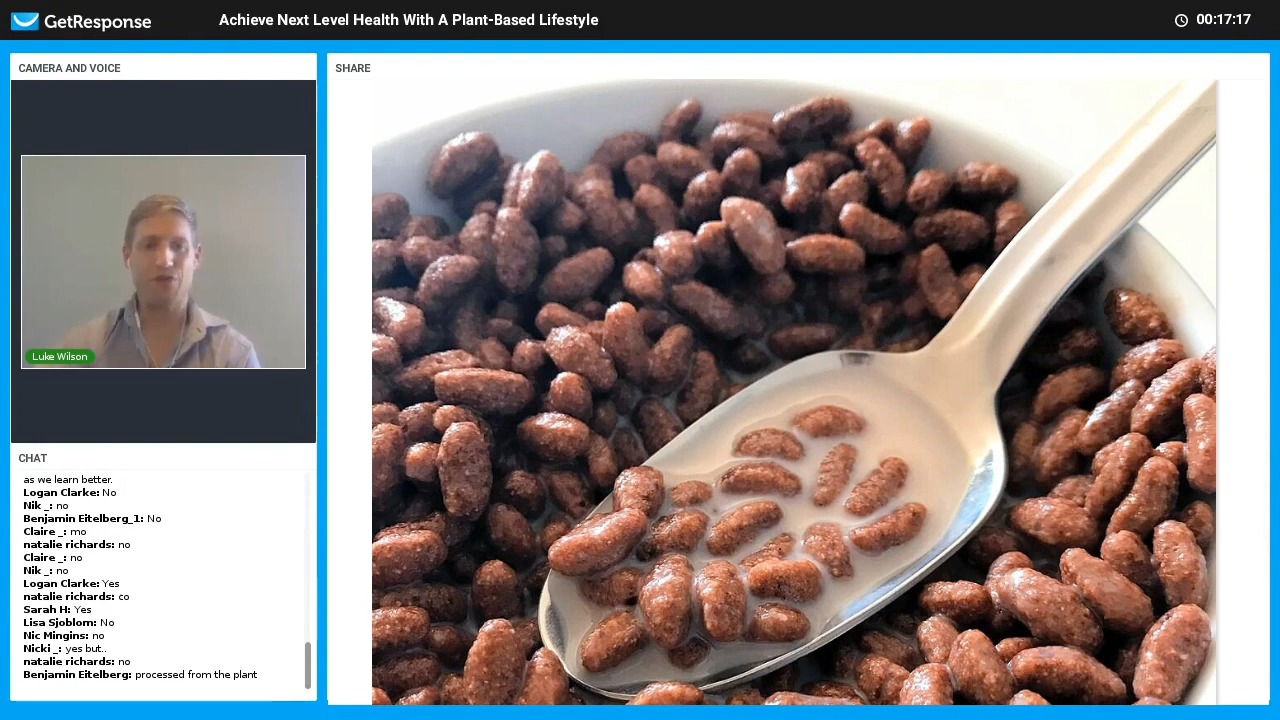 GetResponse
Achieve Next Level Health With A Plant-Based Lifestyle
00:17:17
CAMERA AND VOICE
SHARE
Luke Wilson
CHAT
as we learn better.
Logan Clarke: No
Nik _: no
Benjamin Eitelberg_1: No
Claire _: mo
natalie richards: no
Claire _: no
Nik _: no
Logan Clarke: Yes
natalie richards: co
Sarah H: Yes
Lisa Sjoblom: No
Nic Mingins: no
Nicki _: yes but..
natalie richards: no
Benjamin Eitelberg: processed from the plant